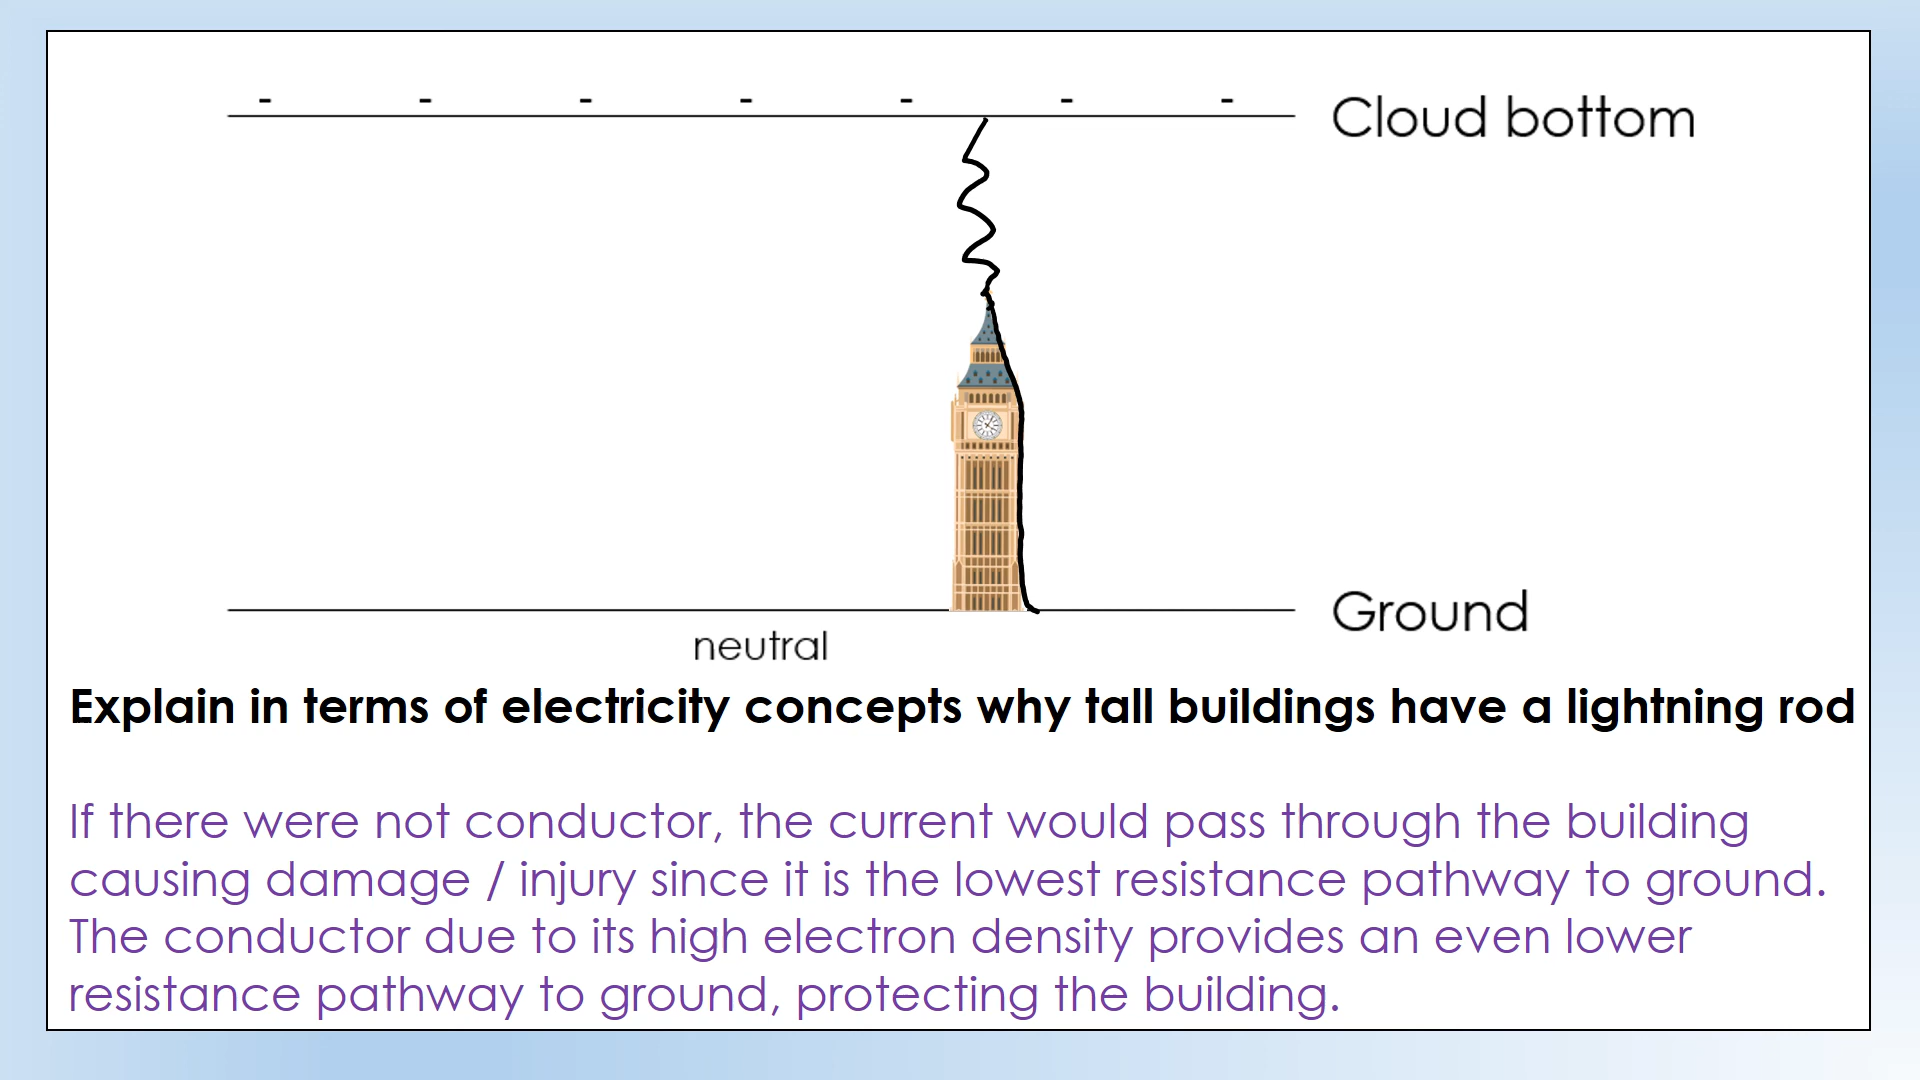 - - - - - - -
Cloud bottom
Ground
neutral
Explain in terms of electricity concepts why tall buildings have a lightning rod
If there were not conductor, the current would pass through the building
causing damage / injury since it is the lowest resistance pathway to ground.
The conductor due to its high electron density provides an even lower
resistance pathway to ground, protecting the building.